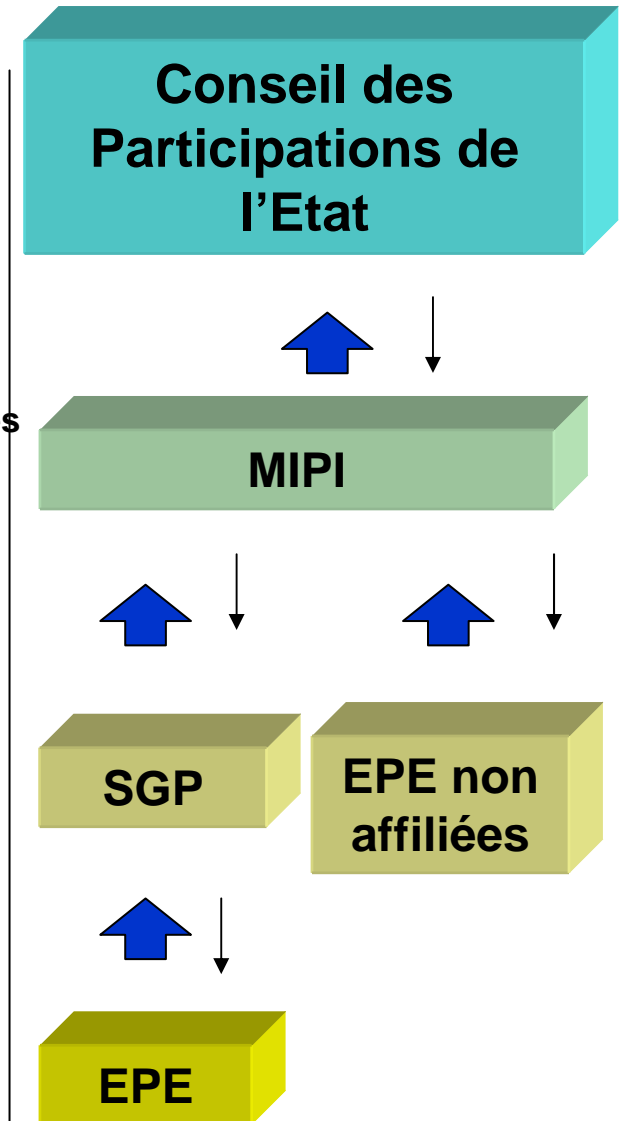 Conseil des
Participations de
l’Etat
s
MIPI
SGP
EPE non
affiliées
EPE